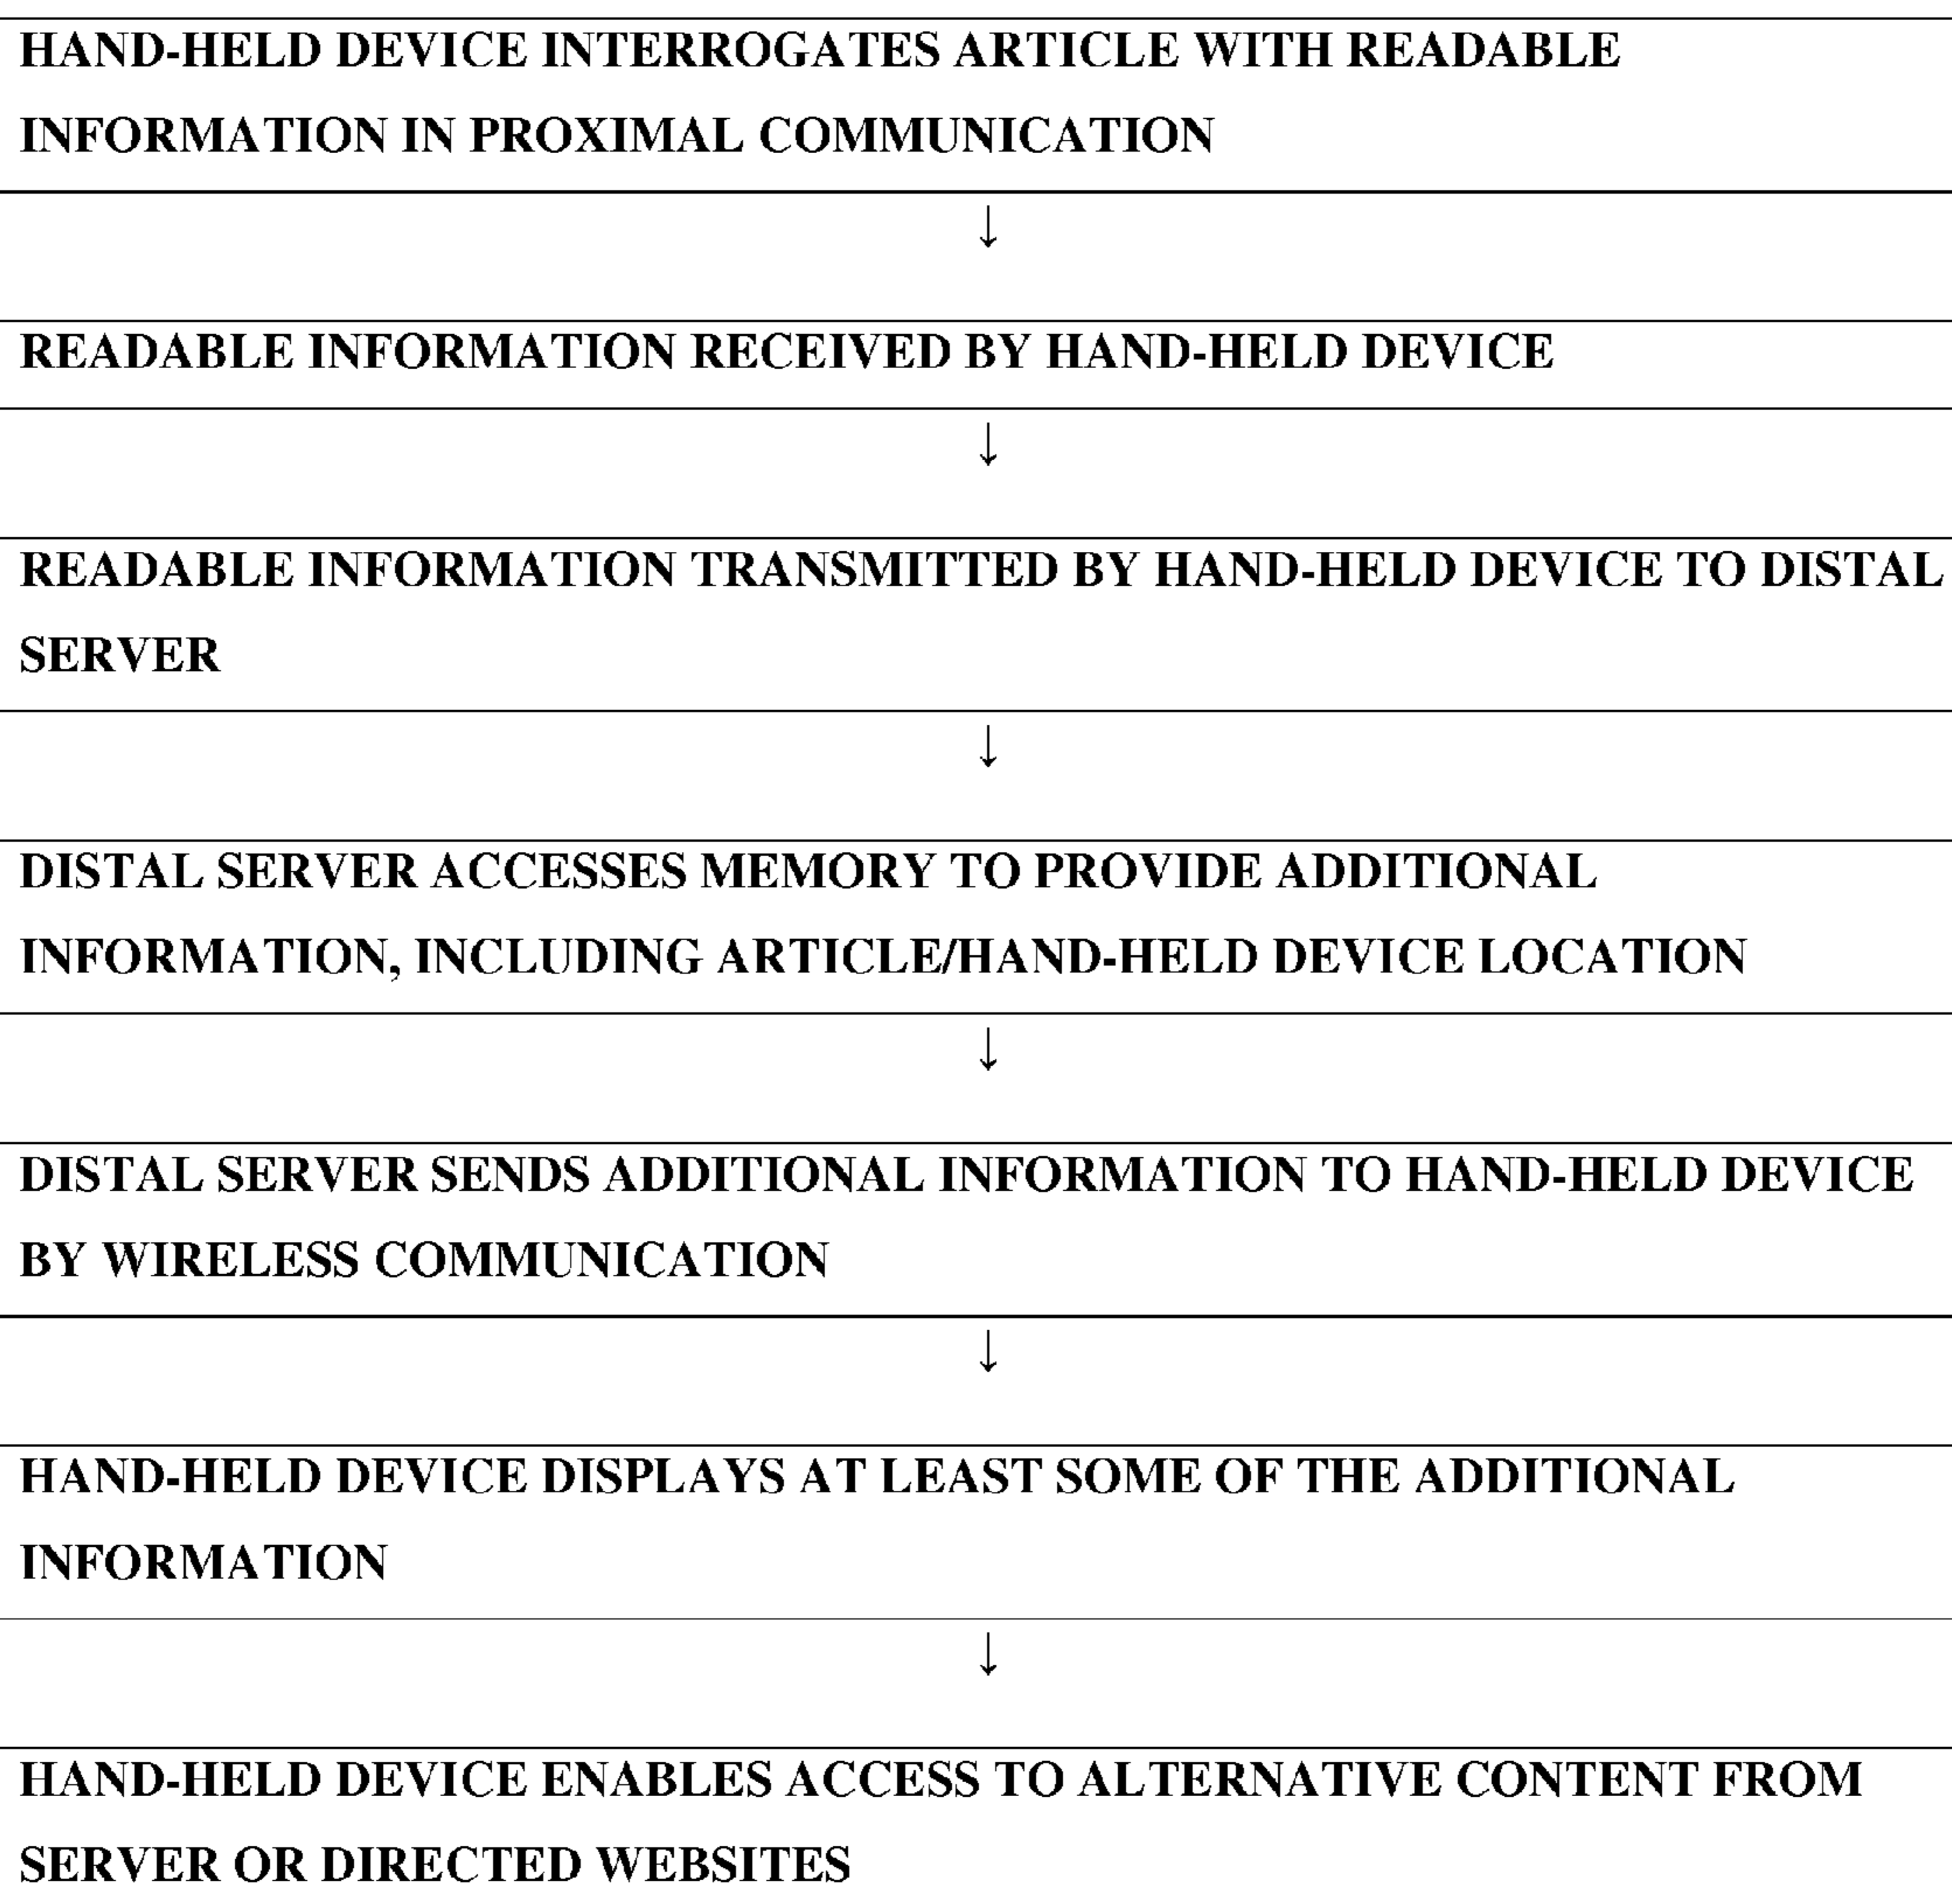 HAND-HELD DEVICE INTERROGATES ARTICLE WITH READABLE
INFORMATION IN PROXIMAL COMMUNICATION
↓
READABLE INFORMATION RECEIVED BY HAND-HELD DEVICE
↓
READABLE INFORMATION TRANSMITTED BY HAND-HELD DEVICE TO DISTAL
SERVER
↓
DISTAL SERVER ACCESSES MEMORY TO PROVIDE ADDITIONAL
INFORMATION, INCLUDING ARTICLE/HAND-HELD DEVICE LOCATION
↓
DISTAL SERVER SENDS ADDITIONAL INFORMATION TO HAND-HELD DEVICE
BY WIRELESS COMMUNICATION
↓
HAND-HELD DEVICE DISPLAYS AT LEAST SOME OF THE ADDITIONAL
INFORMATION
↓
HAND-HELD DEVICE ENABLES ACCESS TO ALTERNATIVE CONTENT FROM
SERVER OR DIRECTED WEBSITES